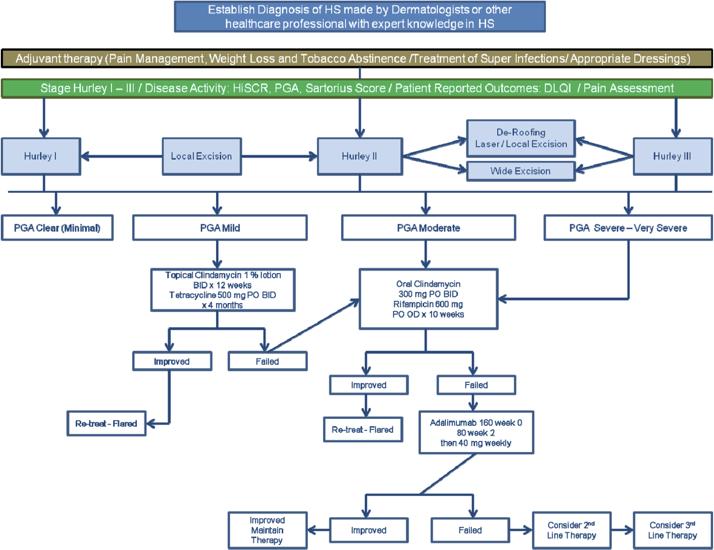 Establish Diagnosis of HS made by Dermatologists or other
healthcare professional with expert knowledge in HS
Adjuvant therapy (Pain Management, Weight Loss and Tobacco Abstinence /Treatment of Super Infections/ Appropriate Dressings)
Stage Hurley I – III / Disease Activity: HiSCR, PGA, Sartorius Score / Patient Reported Outcomes: DLQI / Pain Assessment
Hurley I
Local Excision
Hurley II
De-Roofing
Laser / Local Excision
Wide Excision
Hurley III
PGA Clear (Minimal)
PGA Mild
PGA Moderate
PGA Severe – Very Severe
Topical Clindamycin 1 % lotion
BID x 12 weeks
Tetracycline 500 mg PO BID
x 4 months
Oral Clindamycin
300 mg PO BID
Rifampicin 600 mg
PO OD x 10 weeks
Improved
Failed
Improved
Failed
Re-treat - Flared
Re-treat - Flared
Adalimumab 160 week 0
80 week 2
then 40 mg weekly
Improved
Maintain
Therapy
Improved
Failed
Consider 2nd
Line Therapy
Consider 3rd
Line Therapy